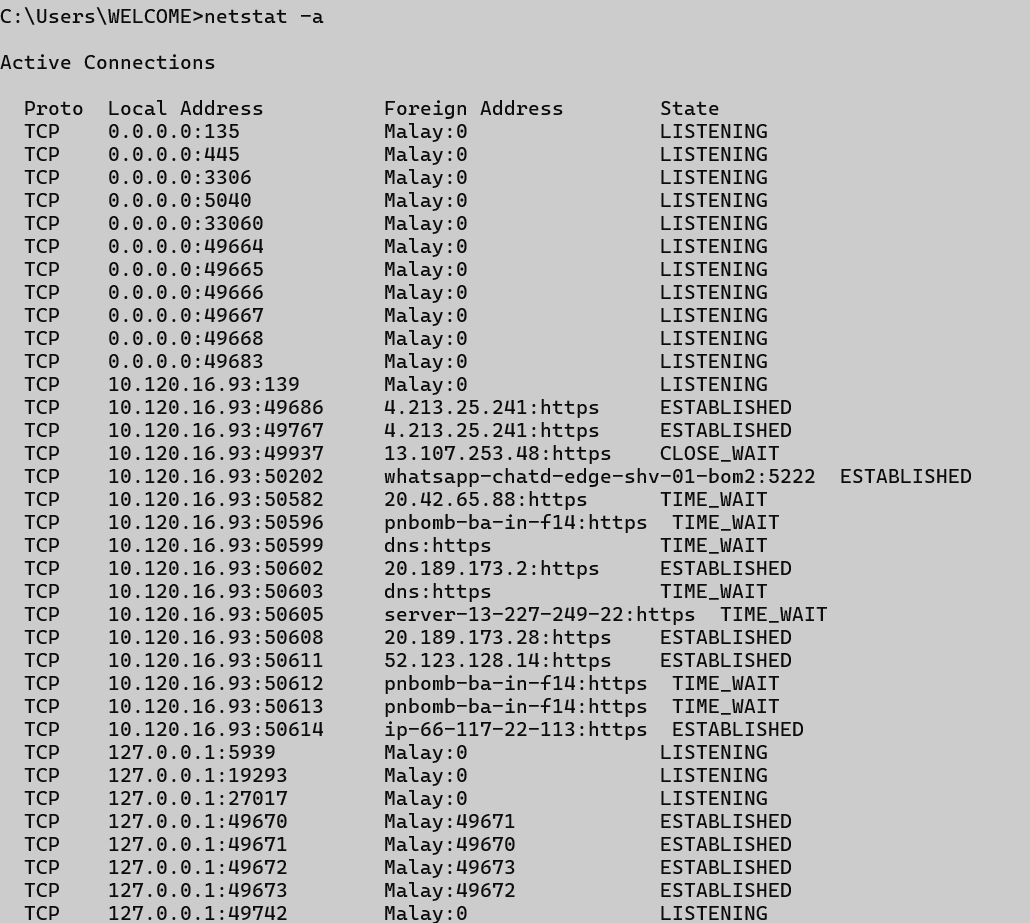 C:\Users\WELCOME>netstat -a
Active Connections
Proto  Local Address          Foreign Address        State
TCP    0.0.0.0:135            Malay:0                LISTENING
TCP    0.0.0.0:445            Malay:0                LISTENING
TCP    0.0.0.0:3306           Malay:0                LISTENING
TCP    0.0.0.0:5040           Malay:0                LISTENING
TCP    0.0.0.0:33060          Malay:0                LISTENING
TCP    0.0.0.0:49664          Malay:0                LISTENING
TCP    0.0.0.0:49665          Malay:0                LISTENING
TCP    0.0.0.0:49666          Malay:0                LISTENING
TCP    0.0.0.0:49667          Malay:0                LISTENING
TCP    0.0.0.0:49668          Malay:0                LISTENING
TCP    0.0.0.0:49683          Malay:0                LISTENING
TCP    10.120.16.93:139       Malay:0                LISTENING
TCP    10.120.16.93:49686     4.213.25.241:https     ESTABLISHED
TCP    10.120.16.93:49767     4.213.25.241:https     ESTABLISHED
TCP    10.120.16.93:49937     13.107.253.48:https    CLOSE_WAIT
TCP    10.120.16.93:50202     whatsapp-chatd-edge-shv-01-bom2:5222  ESTABLISHED
TCP    10.120.16.93:50582     20.42.65.88:https      TIME_WAIT
TCP    10.120.16.93:50596     pnbomb-ba-in-f14:https  TIME_WAIT
TCP    10.120.16.93:50599     dns:https              TIME_WAIT
TCP    10.120.16.93:50602     20.189.173.2:https     ESTABLISHED
TCP    10.120.16.93:50603     dns:https              TIME_WAIT
TCP    10.120.16.93:50605     server-13-227-249-22:https  TIME_WAIT
TCP    10.120.16.93:50608     20.189.173.28:https    ESTABLISHED
TCP    10.120.16.93:50611     52.123.128.14:https    ESTABLISHED
TCP    10.120.16.93:50612     pnbomb-ba-in-f14:https  TIME_WAIT
TCP    10.120.16.93:50613     pnbomb-ba-in-f14:https  TIME_WAIT
TCP    10.120.16.93:50614     ip-66-117-22-113:https  ESTABLISHED
TCP    127.0.0.1:5939         Malay:0                LISTENING
TCP    127.0.0.1:19293        Malay:0                LISTENING
TCP    127.0.0.1:27017        Malay:0                LISTENING
TCP    127.0.0.1:49670        Malay:49671            ESTABLISHED
TCP    127.0.0.1:49671        Malay:49670            ESTABLISHED
TCP    127.0.0.1:49672        Malay:49673            ESTABLISHED
TCP    127.0.0.1:49673        Malay:49672            ESTABLISHED
TCP    127.0.0.1:49742        Malay:0                LISTENING